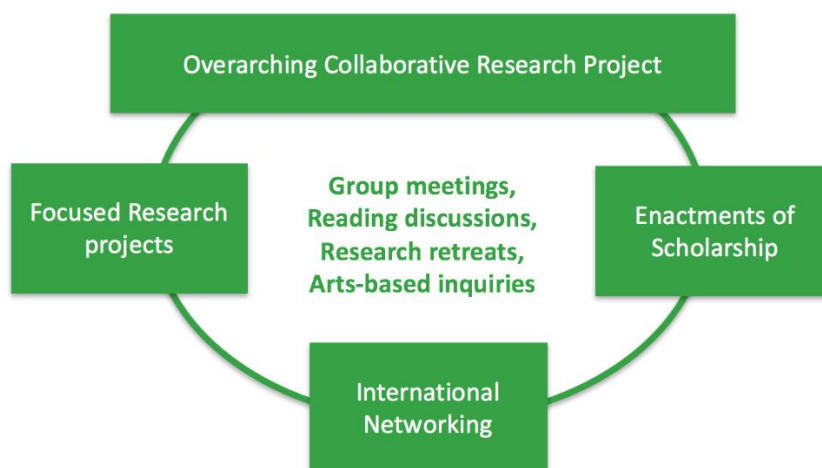 Overarching Collaborative Research Project
Focused Research
projects
Group meetings,
Reading discussions,
Research retreats,
Arts-based inquiries
Enactments of
Scholarship
International
Networking